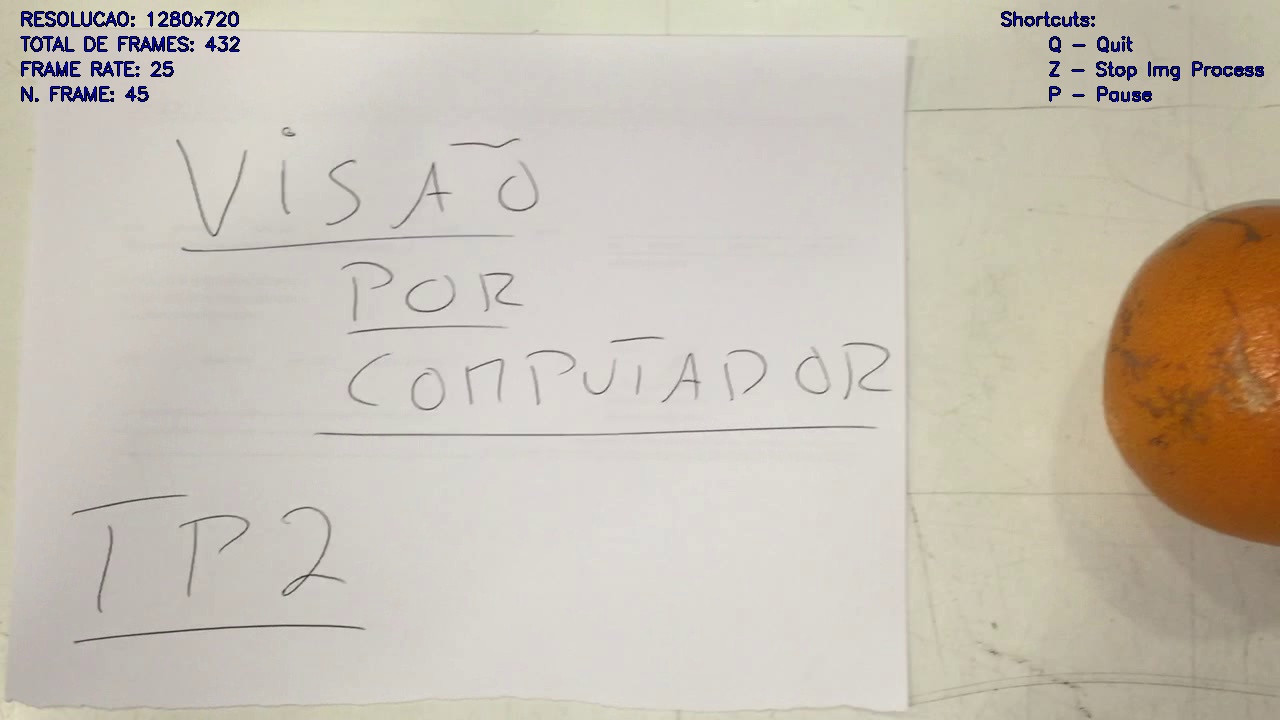 RESOLUCAO: 1280x720
TOTAL DE FRAMES: 432
FRAME RATE: 25
N. FRAME: 45
Shortcuts:
Q - Quit
Z - Stop Img Process
P - Pause
VISÃO
POR
COMPUTADOR
TP2